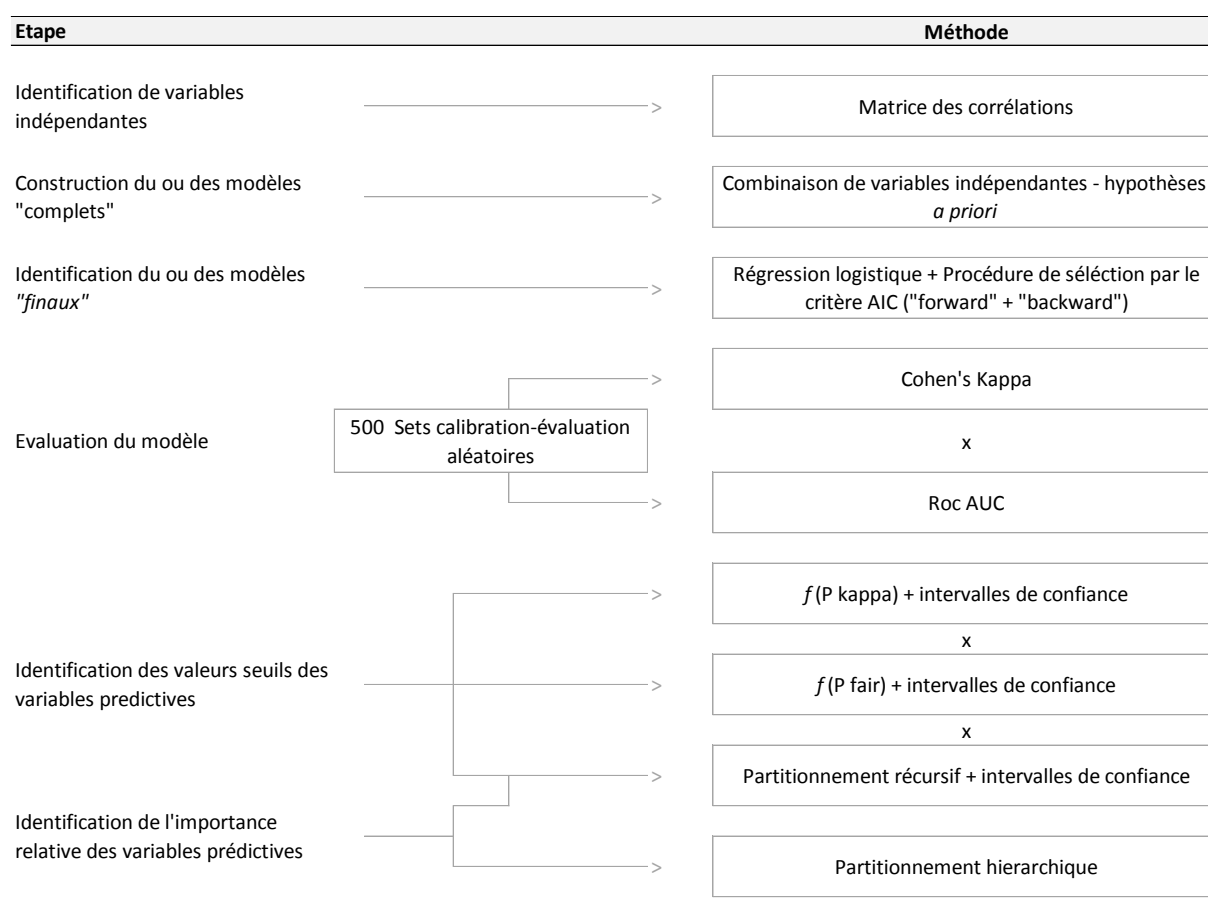 Etape
Méthode
Identification de variables
indépendantes
>
Matrice des corrélations
Construction du ou des modèles
"complets"
>
Combinaison de variables indépendantes - hypothèses
a priori
Identification du ou des modèles
"finaux"
>
Régression logistique + Procédure de séléction par le
critère AIC ("forward" + "backward")
>
Cohen's Kappa
Evaluation du modèle
500 Sets calibration-évaluation
aléatoires
x
>
Roc AUC
>
f (P kappa) + intervalles de confiance
x
Identification des valeurs seuils des
variables predictives
>
f (P fair) + intervalles de confiance
x
>
Partitionnement récursif + intervalles de confiance
Identification de l'importance
relative des variables prédictives
>
Partitionnement hierarchique